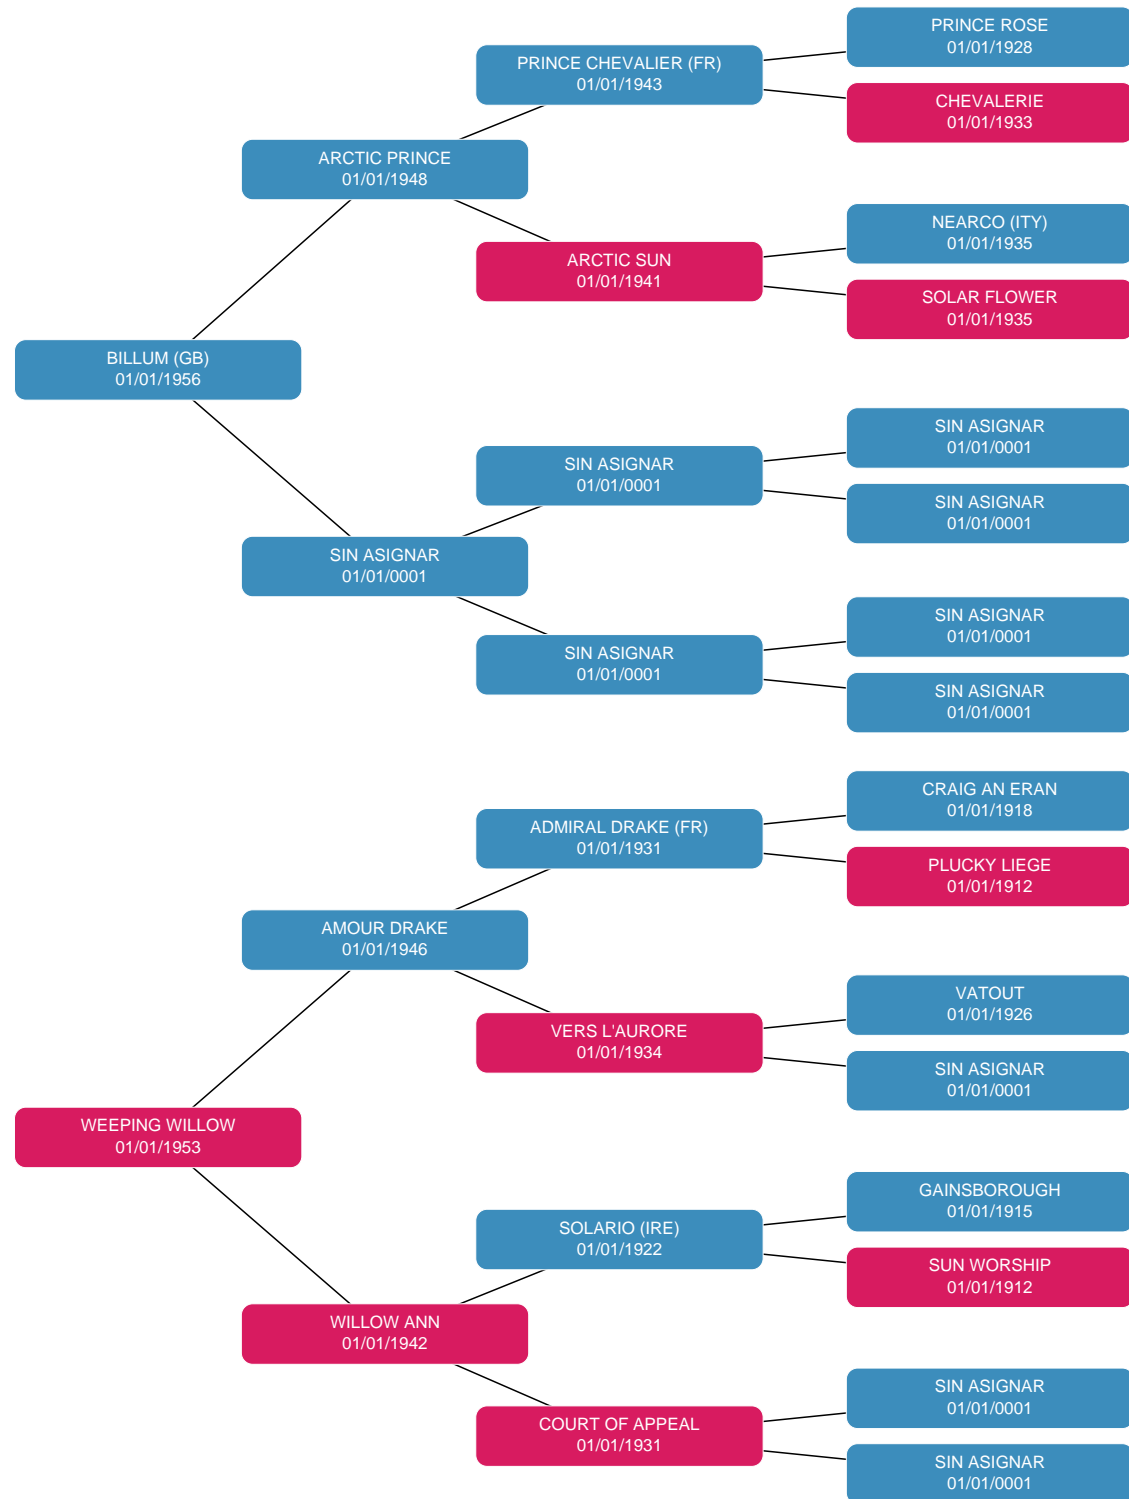 PRINCE ROSE
01/01/1928
PRINCE CHEVALIER (FR)
01/01/1943
CHEVALERIE
01/01/1933
ARCTIC PRINCE
01/01/1948
NEARCO (ITY)
01/01/1935
ARCTIC SUN
01/01/1941
SOLAR FLOWER
01/01/1935
BILLUM (GB)
01/01/1956
SIN ASIGNAR
01/01/0001
SIN ASIGNAR
01/01/0001
SIN ASIGNAR
01/01/0001
SIN ASIGNAR
01/01/0001
SIN ASIGNAR
01/01/0001
SIN ASIGNAR
01/01/0001
SIN ASIGNAR
01/01/0001
CRAIG AN ERAN
01/01/1918
ADMIRAL DRAKE (FR)
01/01/1931
PLUCKY LIEGE
01/01/1912
AMOUR DRAKE
01/01/1946
VATOUT
01/01/1926
VERS L'AURORE
01/01/1934
SIN ASIGNAR
01/01/0001
WEEPING WILLOW
01/01/1953
GAINSBOROUGH
01/01/1915
SOLARIO (IRE)
01/01/1922
SUN WORSHIP
01/01/1912
WILLOW ANN
01/01/1942
SIN ASIGNAR
01/01/0001
COURT OF APPEAL
01/01/1931
SIN ASIGNAR
01/01/0001